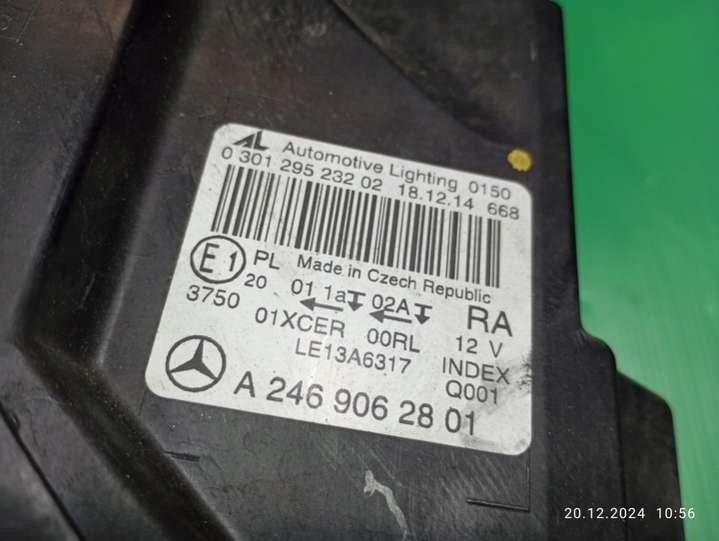 AL Automotive Lighting 0150
0 301 295 232 02 18.12.14 668
E1 PL Made in Czech Republic
20 01 1a 02A RA
3750 01XCER 00RL 12 V
LE13A6317 INDEX
Q001
A 246 906 28 01
20.12.2024 10:56